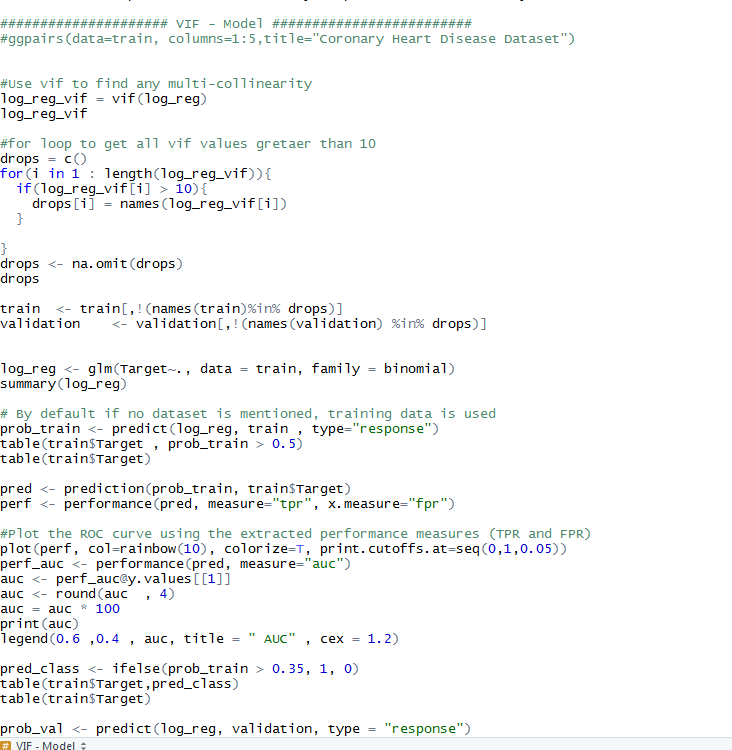 ##################### VIF - Model #########################
#ggpairs(data=train, columns=1:5,title="Coronary Heart Disease Dataset")
#Use vif to find any multi-collinearity
log_reg_vif = vif(log_reg)
log_reg_vif
#for loop to get all vif values gretaer than 10
drops = c()
for(i in 1 : length(log_reg_vif)){
  if(log_reg_vif[i] > 10){
    drops[i] = names(log_reg_vif[i])
  }
}
drops <- na.omit(drops)
drops
train  <- train[,!(names(train)%in% drops)]
validation    <- validation[,!(names(validation) %in% drops)]
log_reg <- glm(Target~., data = train, family = binomial)
summary(log_reg)
# By default if no dataset is mentioned, training data is used
prob_train <- predict(log_reg, train , type="response")
table(train$Target , prob_train > 0.5)
table(train$Target)
pred <- prediction(prob_train, train$Target)
perf <- performance(pred, measure="tpr", x.measure="fpr")
#Plot the ROC curve using the extracted performance measures (TPR and FPR)
plot(perf, col=rainbow(10), colorize=T, print.cutoffs.at=seq(0,1,0.05))
perf_auc <- performance(pred, measure="auc")
auc <- perf_auc@y.values[[1]]
auc <- round(auc  , 4)
auc = auc * 100
print(auc)
legend(0.6 ,0.4 , auc, title = " AUC" , cex = 1.2)
pred_class <- ifelse(prob_train > 0.35, 1, 0)
table(train$Target,pred_class)
table(train$Target)
prob_val <- predict(log_reg, validation, type = "response")
# VIF - Model